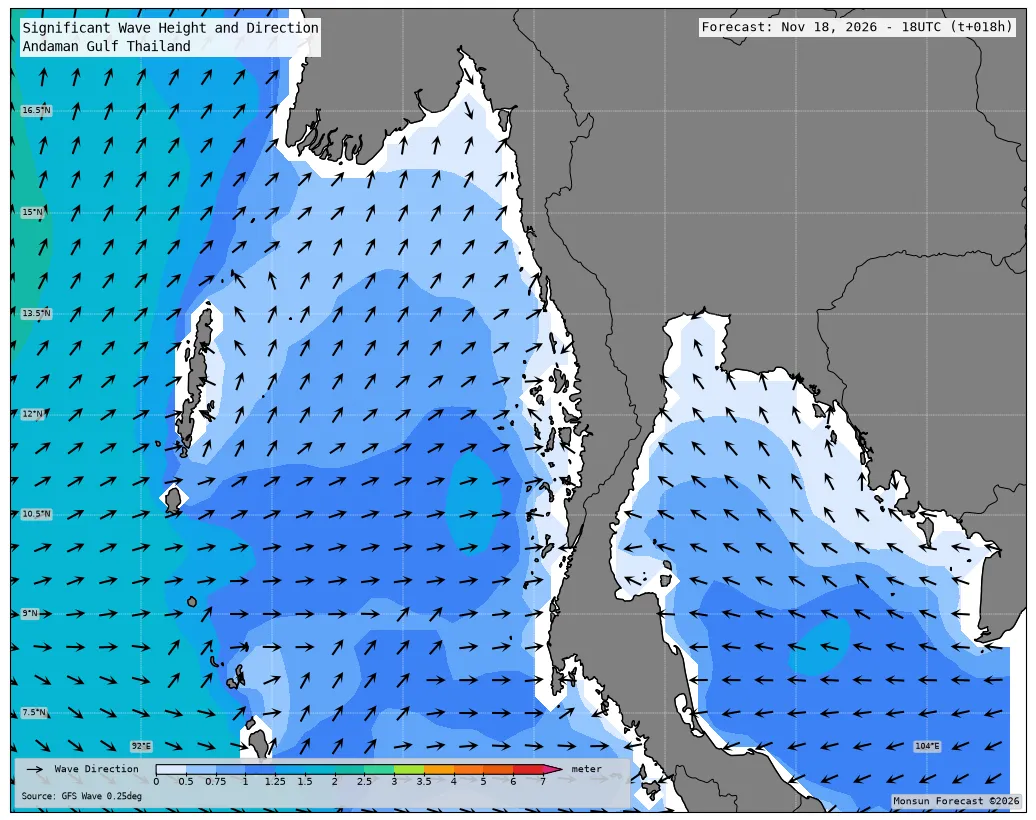 Significant Wave Height and Direction
Andaman Gulf Thailand
Forecast: Nov 18, 2026 - 18UTC (t+018h)
16.5°N
15°N
13.5°N
12°N
10.5°N
9°N
7.5°N
92°E
104°E
Wave Direction
0 0.5 0.75 1 1.25 1.5 2 2.5 3 3.5 4 5 6 7
meter
Source: GFS Wave 0.25deg
Monsun Forecast ©2026